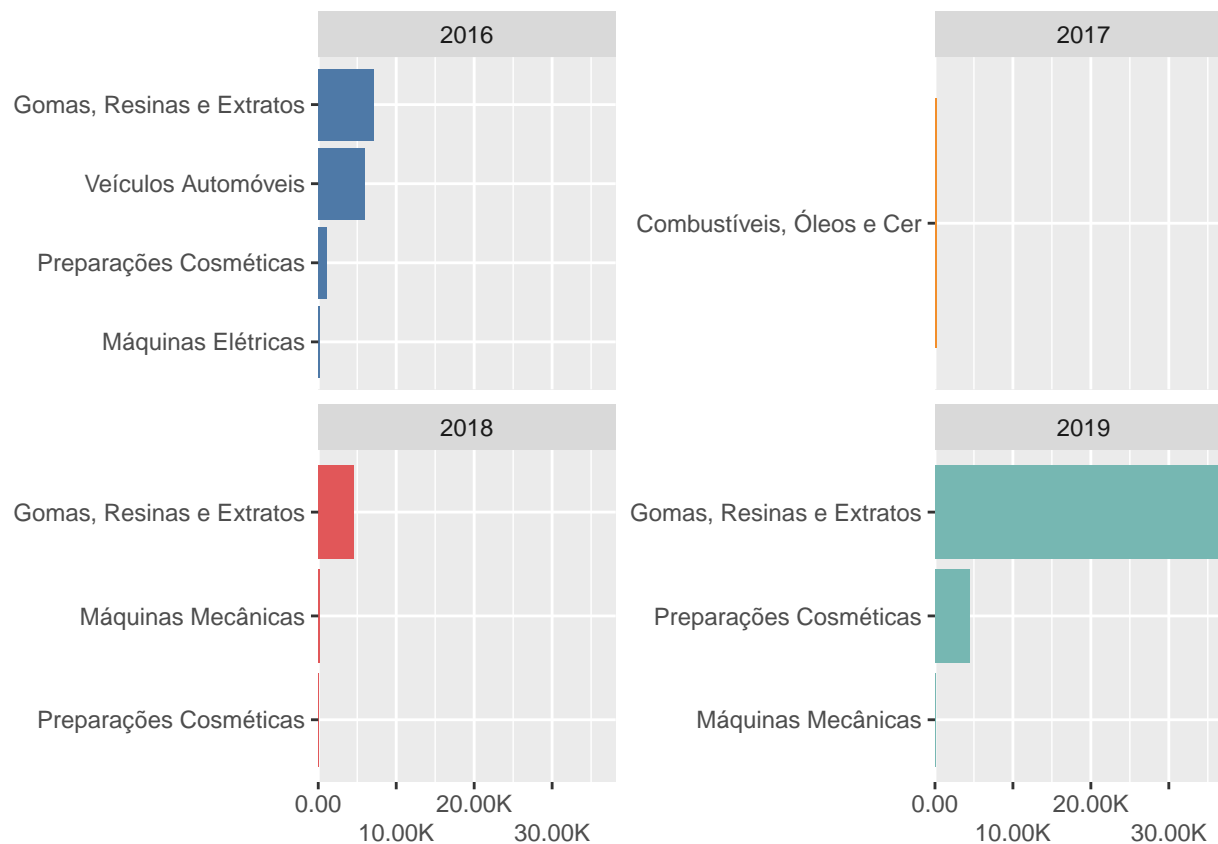 2016
Gomas, Resinas e Extratos
Veículos Automóveis
Preparações Cosméticas
Máquinas Elétricas
2017
Combustíveis, Óleos e Cer
2018
Gomas, Resinas e Extratos
Máquinas Mecânicas
Preparações Cosméticas
0.00
10.00K
20.00K
30.00K
2019
Gomas, Resinas e Extratos
Preparações Cosméticas
Máquinas Mecânicas
0.00
10.00K
20.00K
30.00K